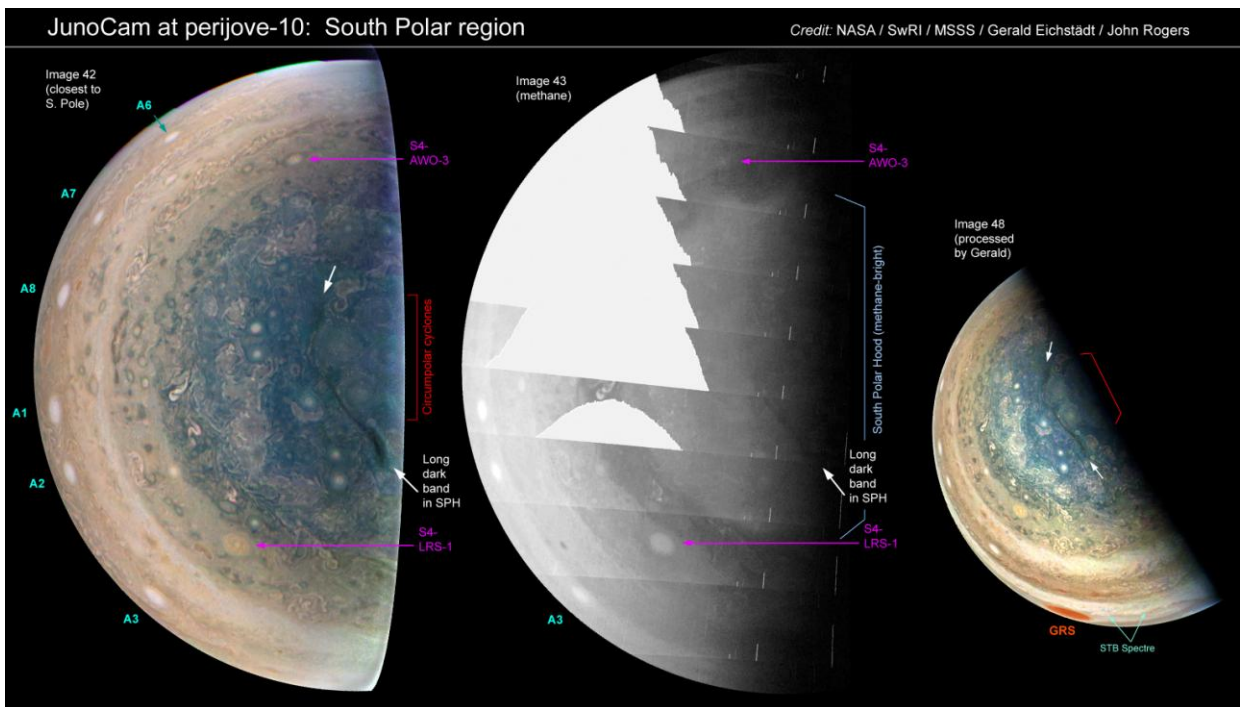 JunoCam at perijove-10: South Polar region
Credit: NASA / SwRI / MSSS / Gerald Eichstädt / John Rogers
Image 42
(closest to
S. Pole)
A6
A7
A8
A1
A2
A3
S4-
AWO-3
Circumpolar cyclones
Long
dark
band
in SPH
S4-
LRS-1
Image 43
(methane)
A3
S4-
AWO-3
South Polar Hood (methane-bright)
Long
dark
band
in SPH
S4-
LRS-1
Image 48
(processed
by Gerald)
GRS
STB Spectre